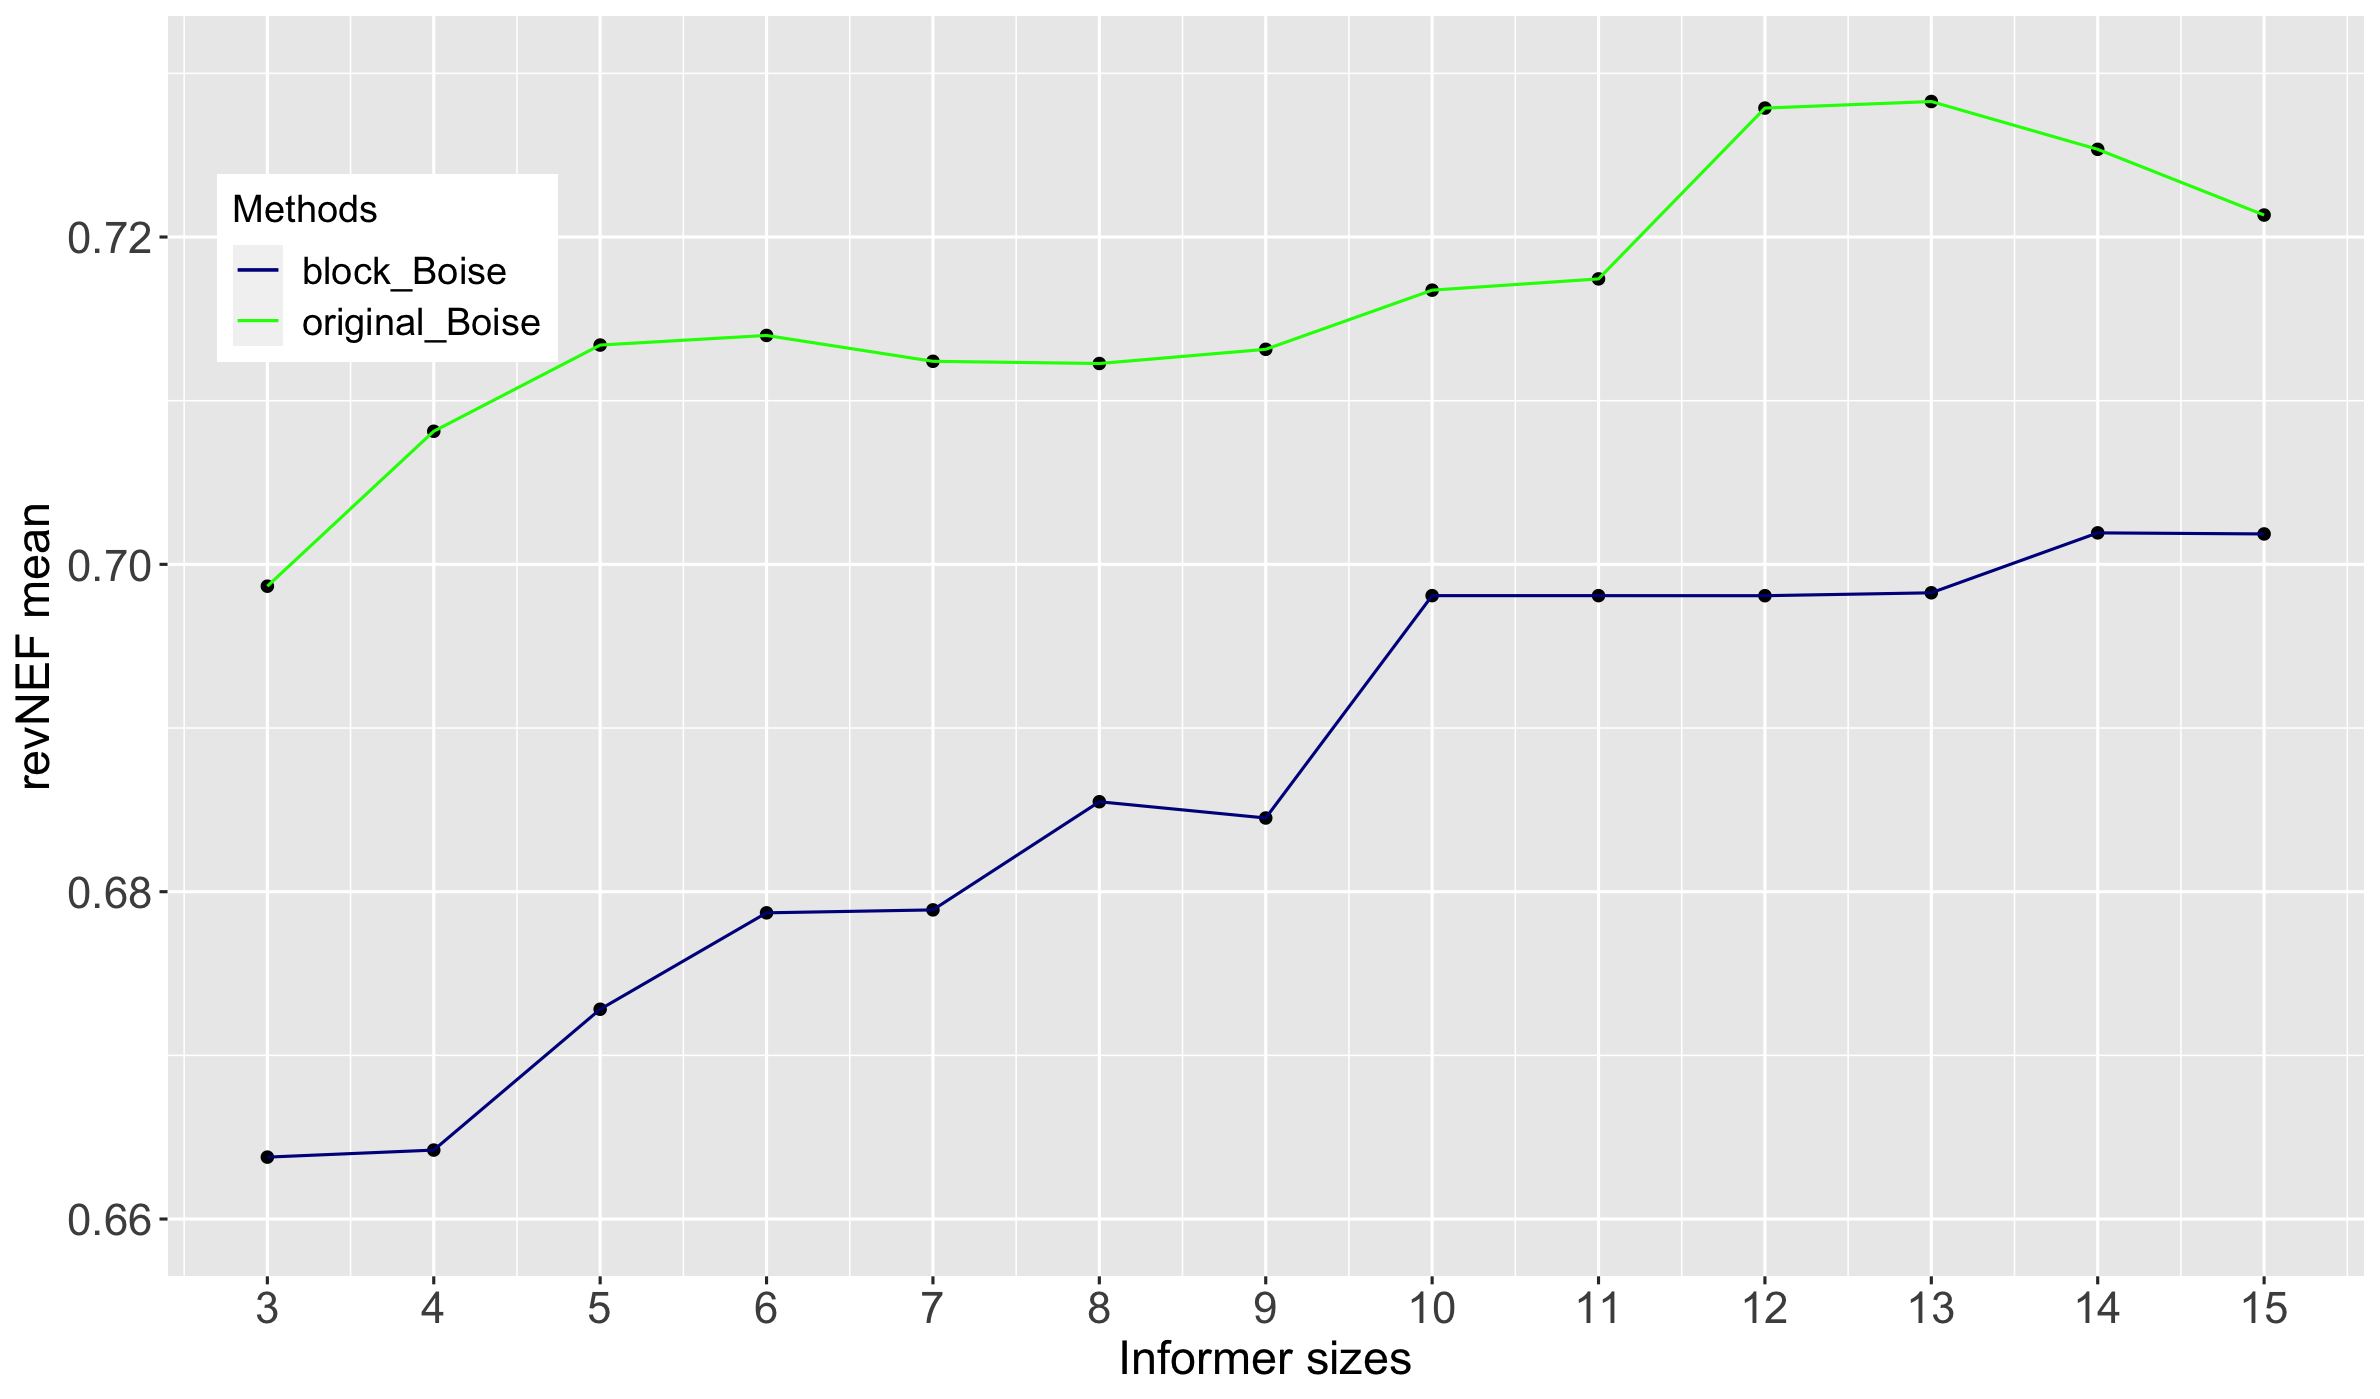 Methods
block_Boise
original_Boise
0.72
0.70
0.68
0.66
revNEF mean
3 4 5 6 7 8 9 10 11 12 13 14 15
Informer sizes